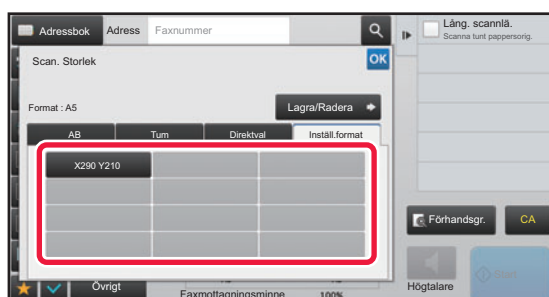 Adressbok
Adress
Faxnummer
Lång. scannlä.
Scanna tunt pappersorig.
Scan. Storlek
OK
Format : A5
Lagra/Radera
AB
Tum
Direktval
Inställ.format
X290 Y210
Förhandsgr.
CA
Övrigt
Faxmottagningsminne
100%
Högtalare
Start